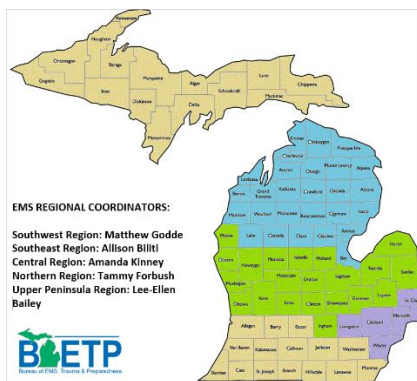 Keweenaw
Houghton
Ontonagon
Baraga
Gogebic
Marquette
Luce
Alger
Chippewa
Iron
Schoolcraft
Mackinac
Dickinson
Delta
Menominee
Emmet
Cheboygan
Presque Isle
Charlevoix
Leelanau
Antrim
Otsego
Montmorency
Alpena
Benzie
Grand
Traverse
Kalkaska
Crawford
Oscoda
Alcona
Manistee
Wexford
Missaukee
Roscommon
Ogemaw
Iosco
Mason
Lake
Osceola
Clare
Gladwin
Arenac
Huron
Oceana
Newaygo
Mecosta
Isabella
Midland
Bay
Tuscola
Sanilac
Muskegon
Montcalm
Gratiot
Saginaw
Lapeer
Ottawa
Kent
Ionia
Clinton
Shiawassee
Genesee
St. Clair
Macomb
Oakland
Livingston
Ingham
Allegan
Barry
Eaton
Wayne
Van Buren
Kalamazoo
Calhoun
Jackson
Washtenaw
Berrien
Cass
St. Joseph
Branch
Hillsdale
Lenawee
Monroe
EMS REGIONAL COORDINATORS:
Southwest Region: Matthew Godde
Southeast Region: Allison Biliti
Central Region: Amanda Kinney
Northern Region: Tammy Forbush
Upper Peninsula Region: Lee-Ellen
Bailey
BETP
Bureau of EMS, Trauma & Preparedness